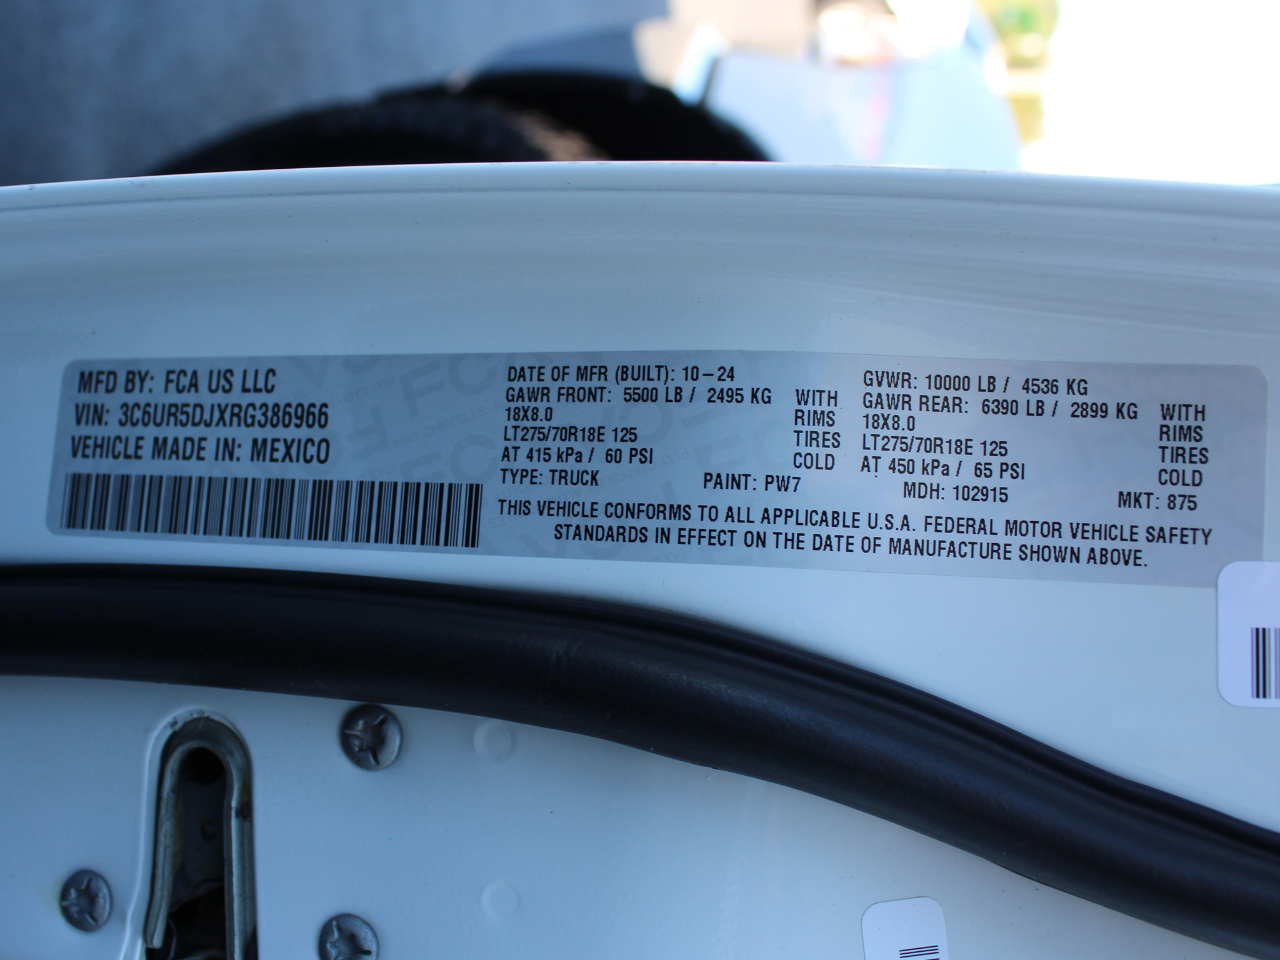 MFD BY: FCA US LLC
VIN: 3C6UR5DJXRG386966
VEHICLE MADE IN: MEXICO
DATE OF MFR (BUILT): 10-24
GAWR FRONT: 5500 LB / 2495 KG WITH
18X8.0 RIMS
LT275/70R18E 125 TIRES
AT 415 kPa / 60 PSI COLD
GVWR: 10000 LB / 4536 KG
GAWR REAR: 6390 LB / 2899 KG WITH
18X8.0 RIMS
LT275/70R18E 125 TIRES
AT 450 kPa / 65 PSI COLD
TYPE: TRUCK PAINT: PW7 MDH: 102915 MKT: 875
THIS VEHICLE CONFORMS TO ALL APPLICABLE U.S.A. FEDERAL MOTOR VEHICLE SAFETY
STANDARDS IN EFFECT ON THE DATE OF MANUFACTURE SHOWN ABOVE.